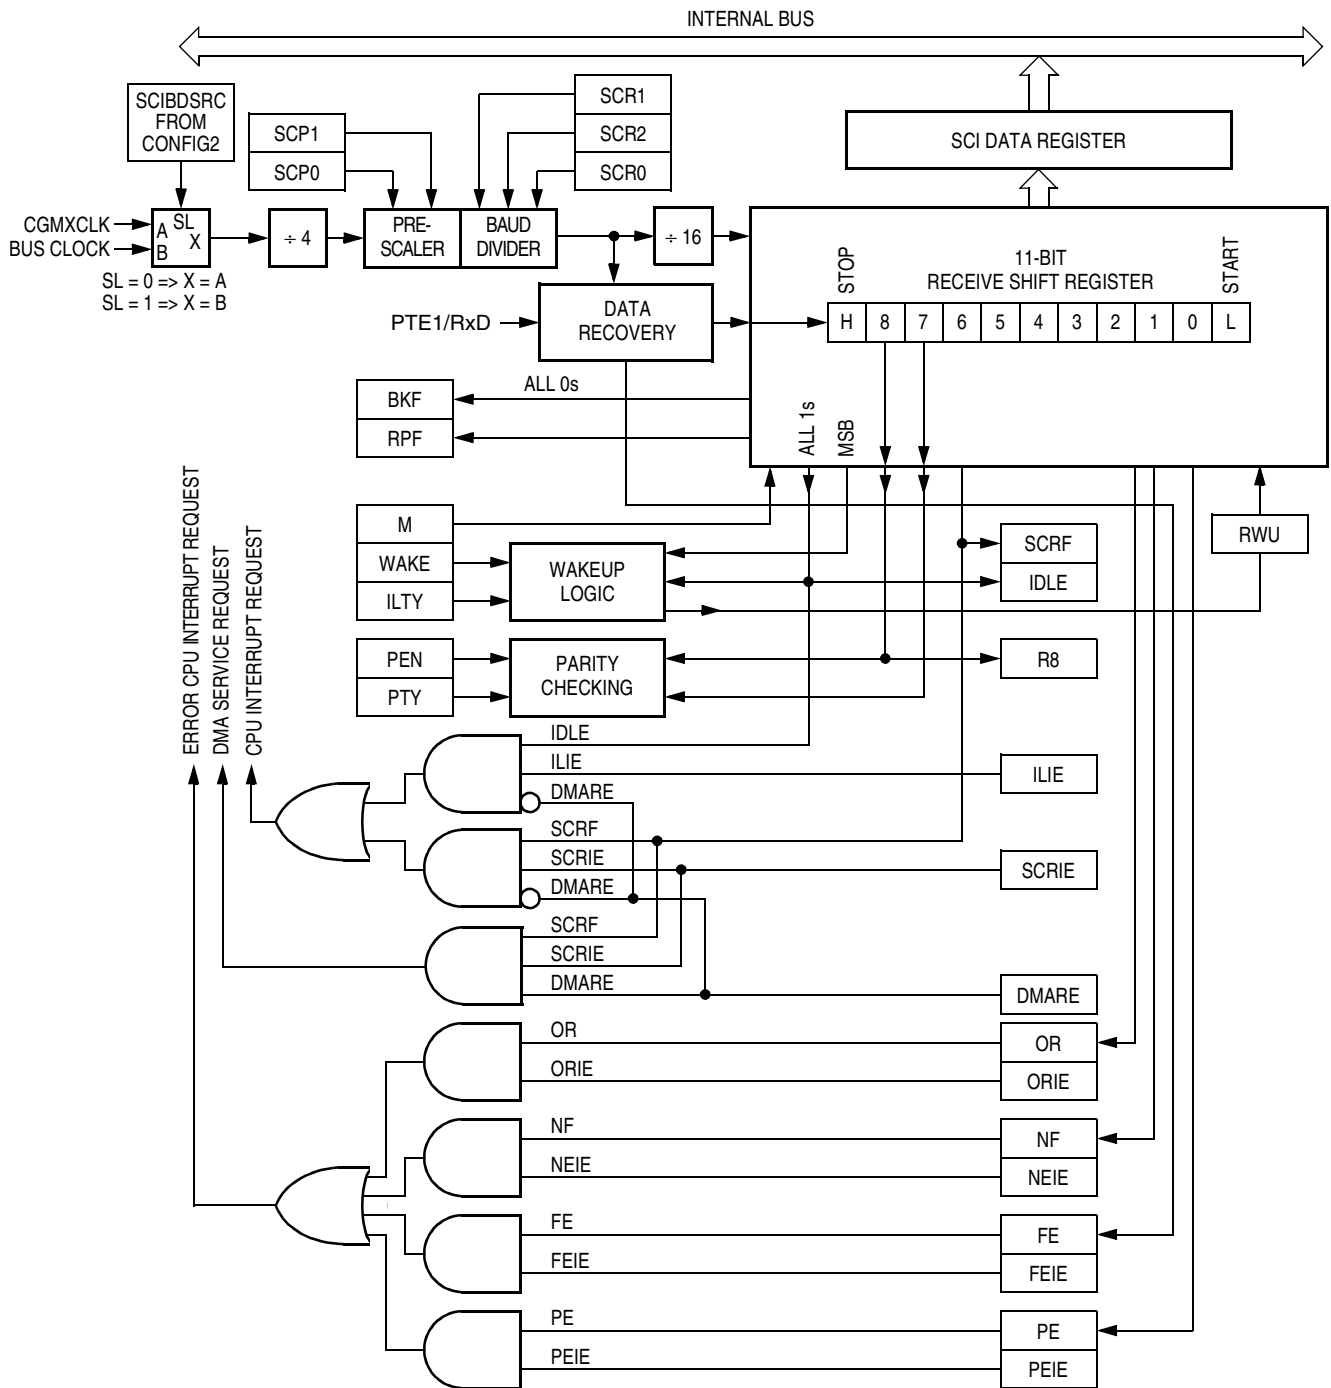 INTERNAL BUS
SCIBDSRC
FROM
CONFIG2
SCP1
SCP0
SCR1
SCR2
SCR0
SCI DATA REGISTER
CGMXCLK
BUS CLOCK
A
B
SL
X
SL = 0 => X = A
SL = 1 => X = B
÷ 4
PRE-
SCALER
BAUD
DIVIDER
÷ 16
STOP
11-BIT
RECEIVE SHIFT REGISTER
START
H 8 7 6 5 4 3 2 1 0 L
PTE1/RxD
DATA
RECOVERY
ALL 0s
BKF
RPF
ALL 1s
MSB
ERROR CPU INTERRUPT REQUEST
DMA SERVICE REQUEST
CPU INTERRUPT REQUEST
M
WAKE
ILTY
WAKEUP
LOGIC
SCRF
IDLE
RWU
PEN
PTY
PARITY
CHECKING
R8
IDLE
ILIE
DMARE
ILIE
SCRF
SCRIE
DMARE
SCRIE
SCRF
SCRIE
DMARE
DMARE
OR
ORIE
OR
ORIE
NF
NEIE
NF
NEIE
FE
FEIE
FE
FEIE
PE
PEIE
PE
PEIE